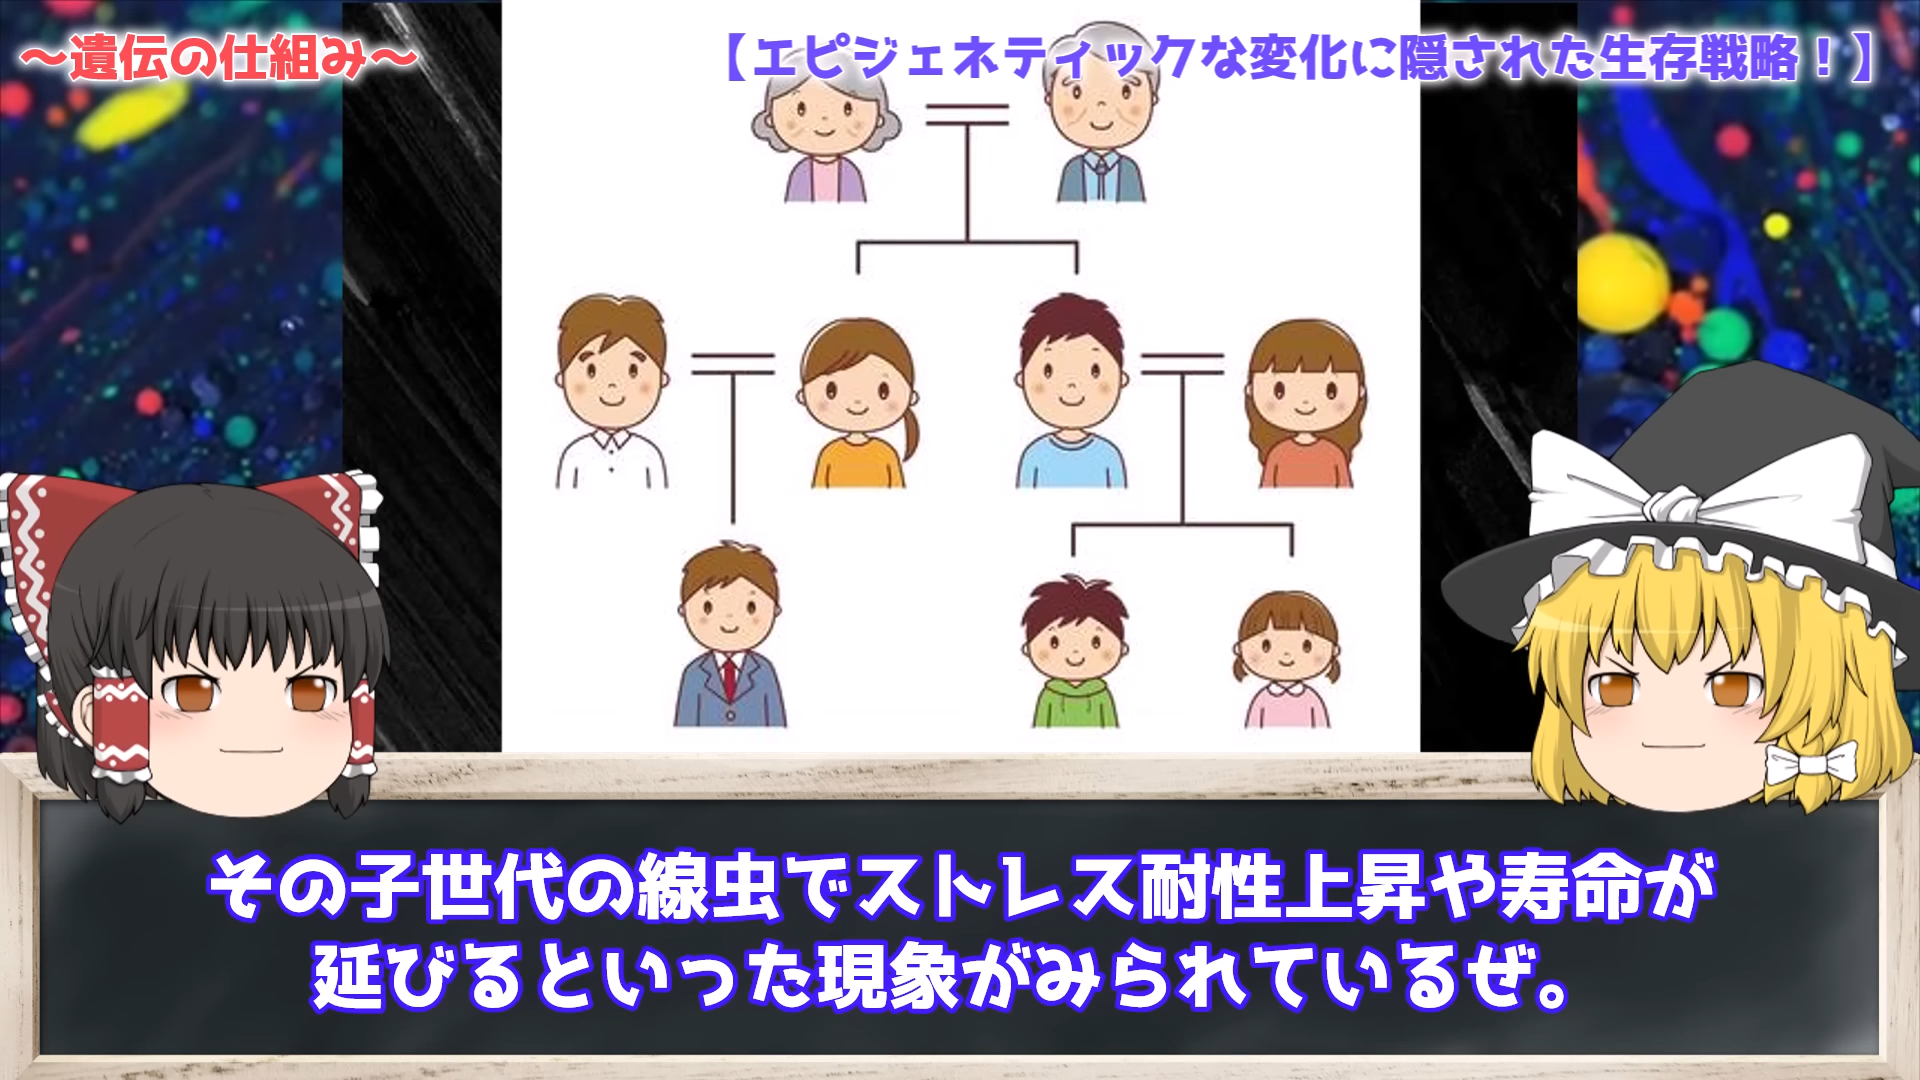 ～遺伝の仕組み～
【エピジェネティックな変化に隠された生存戦略！】
その子世代の線虫でストレス耐性上昇や寿命が
延びるといった現象がみられているぜ。